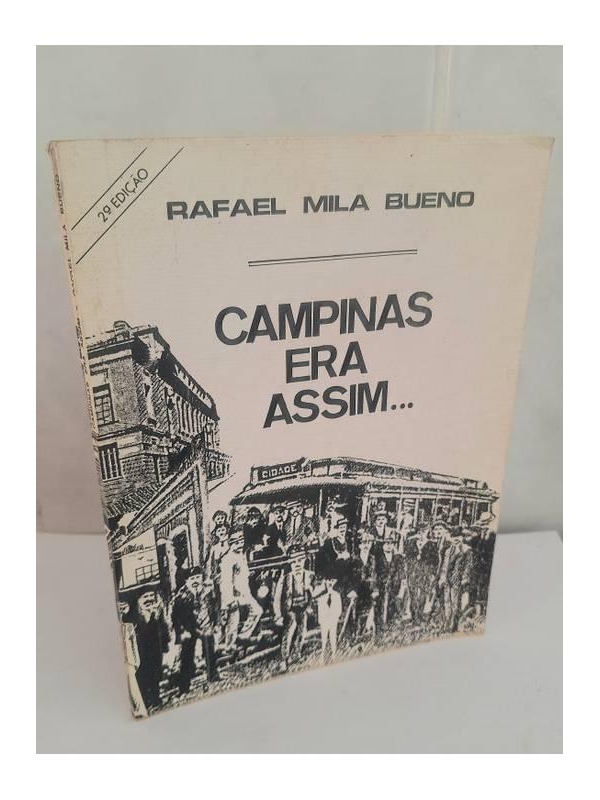 2ª EDIÇÃO
RAFAEL MILA BUENO
CAMPINAS
ERA
ASSIM...
CIDADE
RAFAEL MILA BUENO